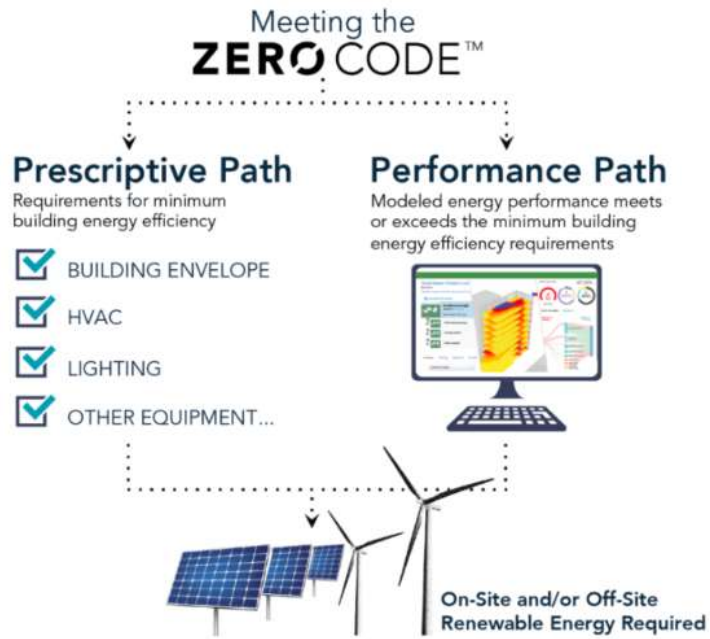 Meeting the
ZERO CODE™
Prescriptive Path
Requirements for minimum
building energy efficiency
BUILDING ENVELOPE
HVAC
LIGHTING
OTHER EQUIPMENT...
Performance Path
Modeled energy performance meets
or exceeds the minimum building
energy efficiency requirements
On-Site and/or Off-Site
Renewable Energy Required